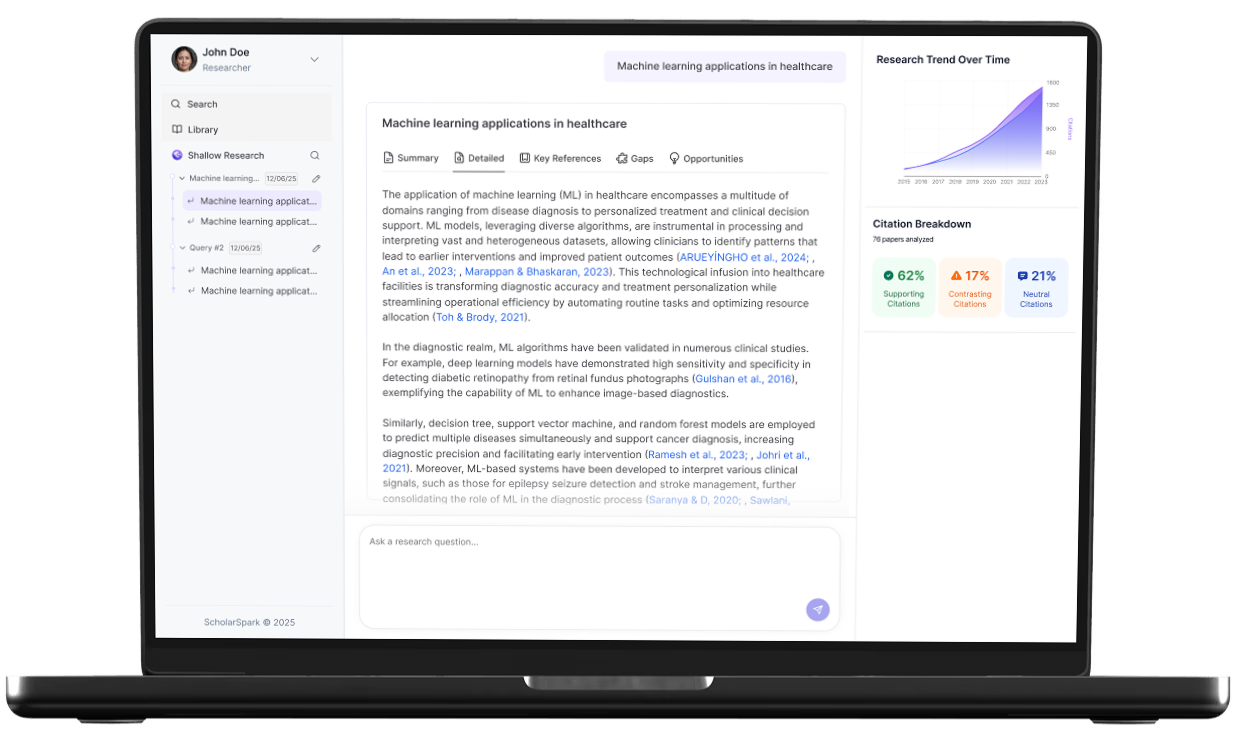 John Doe
Researcher
Search
Library
Shallow Research
Machine learning... 12/06/25
Machine learning applicat...
Machine learning applicat...
Query #2 12/06/25
Machine learning applicat...
Machine learning applicat...
ScholarSpark © 2025
Machine learning applications in healthcare
Machine learning applications in healthcare
Summary Detailed Key References Gaps Opportunities
The application of machine learning (ML) in healthcare encompasses a multitude of
domains ranging from disease diagnosis to personalized treatment and clinical decision
support. ML models, leveraging diverse algorithms, are instrumental in processing and
interpreting vast and heterogeneous datasets, allowing clinicians to identify patterns that
lead to earlier interventions and improved patient outcomes (ARUEYİNGHO et al., 2024; ,
An et al., 2023; , Marappan & Bhaskaran, 2023). This technological infusion into healthcare
facilities is transforming diagnostic accuracy and treatment personalization while
streamlining operational efficiency by automating routine tasks and optimizing resource
allocation (Toh & Brody, 2021).
In the diagnostic realm, ML algorithms have been validated in numerous clinical studies.
For example, deep learning models have demonstrated high sensitivity and specificity in
detecting diabetic retinopathy from retinal fundus photographs (Gulshan et al., 2016),
exemplifying the capability of ML to enhance image-based diagnostics.
Similarly, decision tree, support vector machine, and random forest models are employed
to predict multiple diseases simultaneously and support cancer diagnosis, increasing
diagnostic precision and facilitating early intervention (Ramesh et al., 2023; , Johri et al.,
2021). Moreover, ML-based systems have been developed to interpret various clinical
signals, such as those for epilepsy seizure detection and stroke management, further
consolidating the role of ML in the diagnostic process (Saranya & D, 2020; , Sawlani,
Ask a research question...
Research Trend Over Time
1800
1350
900
450
0
Citations
2015 2016 2017 2018 2019 2020 2021 2022 2023
Citation Breakdown
76 papers analyzed
62%
Supporting
Citations
17%
Contrasting
Citations
21%
Neutral
Citations